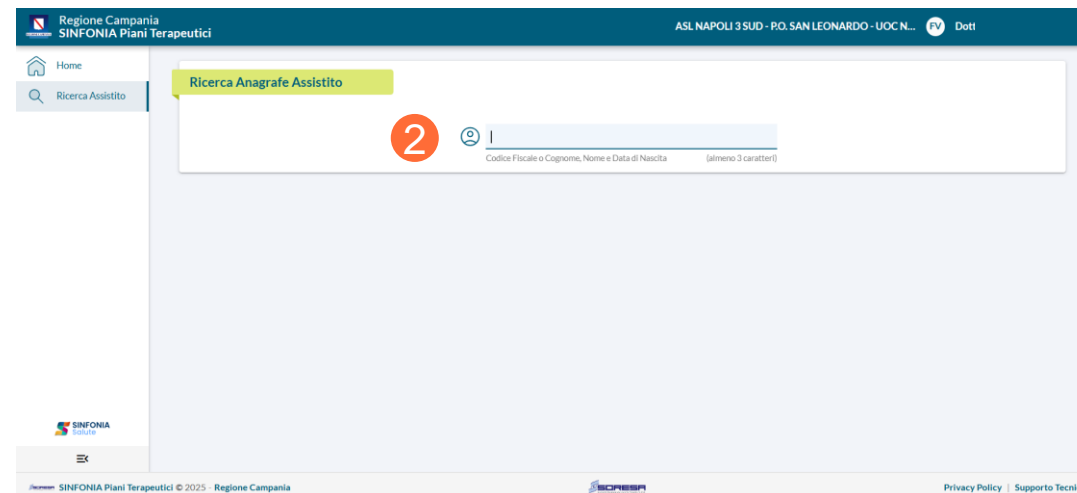 Regione Campania
SINFONIA Piani Terapeutici
ASL NAPOLI 3 SUD - P.O. SAN LEONARDO - UOC N...
FV
Dott
Home
Ricerca Assistito
Ricerca Anagrafe Assistito
2
Codice Fiscale o Cognome, Nome e Data di Nascita (almeno 3 caratteri)
SINFONIA
Salute
SINFONIA Piani Terapeutici © 2025 - Regione Campania
SORESA
Privacy Policy | Supporto Tecni